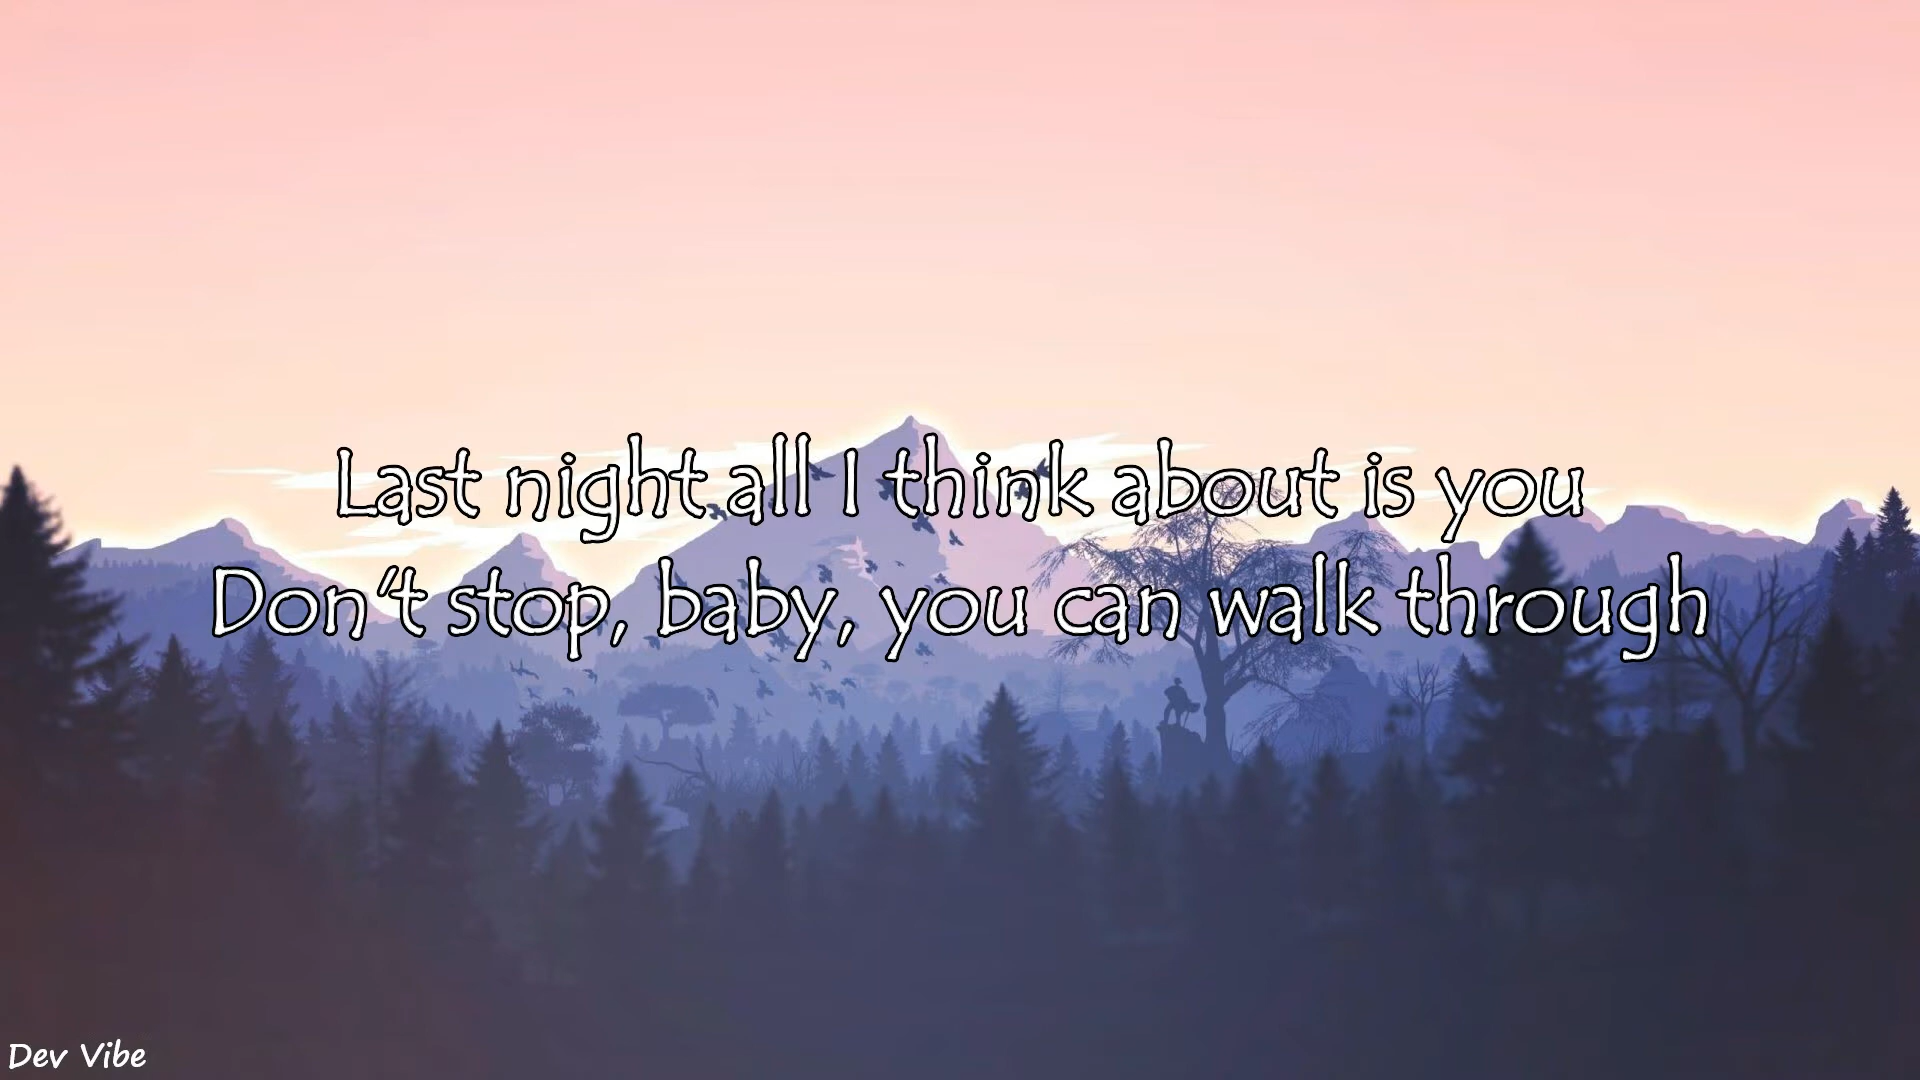 Last night all I think about is you
Don't stop, baby, you can walk through
Dev Vibe